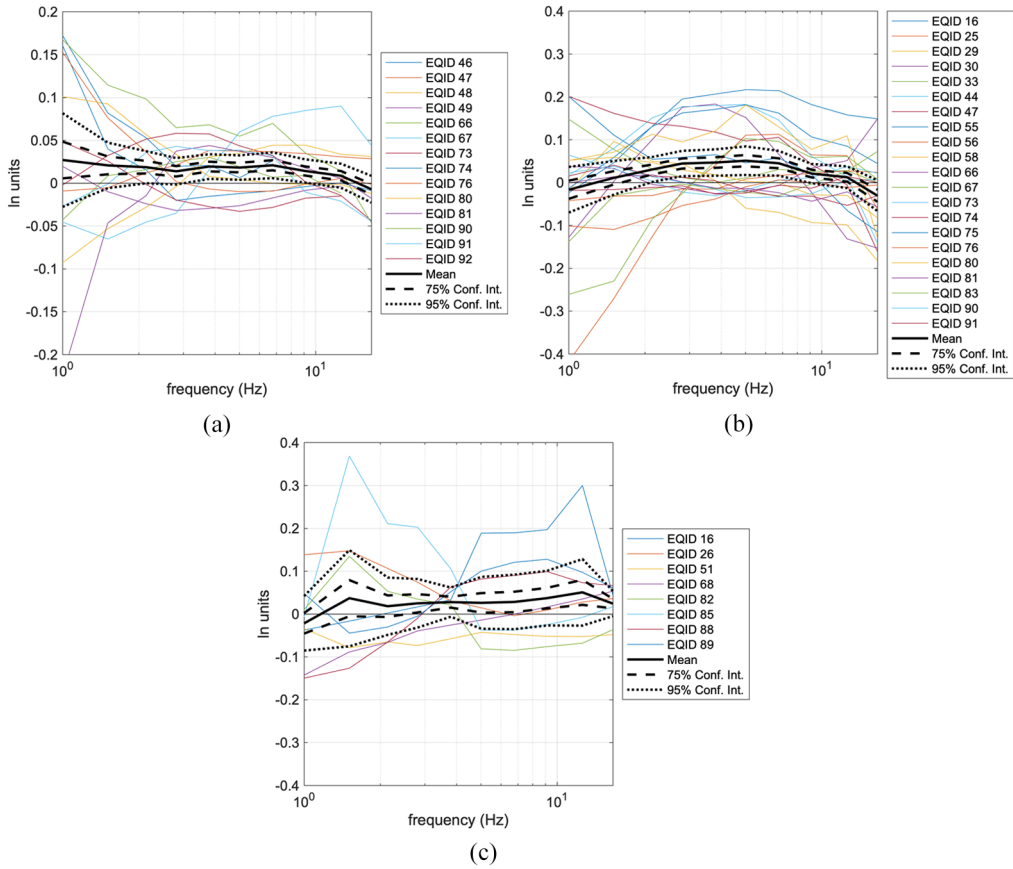 0.2
0.15
0.1
0.05
0
-0.05
-0.1
-0.15
-0.2
ln units
10^0
10^1
frequency (Hz)
EQID 46
EQID 47
EQID 48
EQID 49
EQID 66
EQID 67
EQID 73
EQID 74
EQID 76
EQID 80
EQID 81
EQID 90
EQID 91
EQID 92
Mean
75% Conf. Int.
95% Conf. Int.
(a)
0.4
0.3
0.2
0.1
0
-0.1
-0.2
-0.3
-0.4
ln units
10^0
10^1
frequency (Hz)
EQID 16
EQID 25
EQID 29
EQID 30
EQID 33
EQID 44
EQID 47
EQID 55
EQID 56
EQID 58
EQID 66
EQID 67
EQID 73
EQID 74
EQID 75
EQID 76
EQID 80
EQID 81
EQID 83
EQID 90
EQID 91
Mean
75% Conf. Int.
95% Conf. Int.
(b)
0.4
0.3
0.2
0.1
0
-0.1
-0.2
-0.3
-0.4
ln units
10^0
10^1
frequency (Hz)
EQID 16
EQID 26
EQID 51
EQID 68
EQID 82
EQID 85
EQID 88
EQID 89
Mean
75% Conf. Int.
95% Conf. Int.
(c)